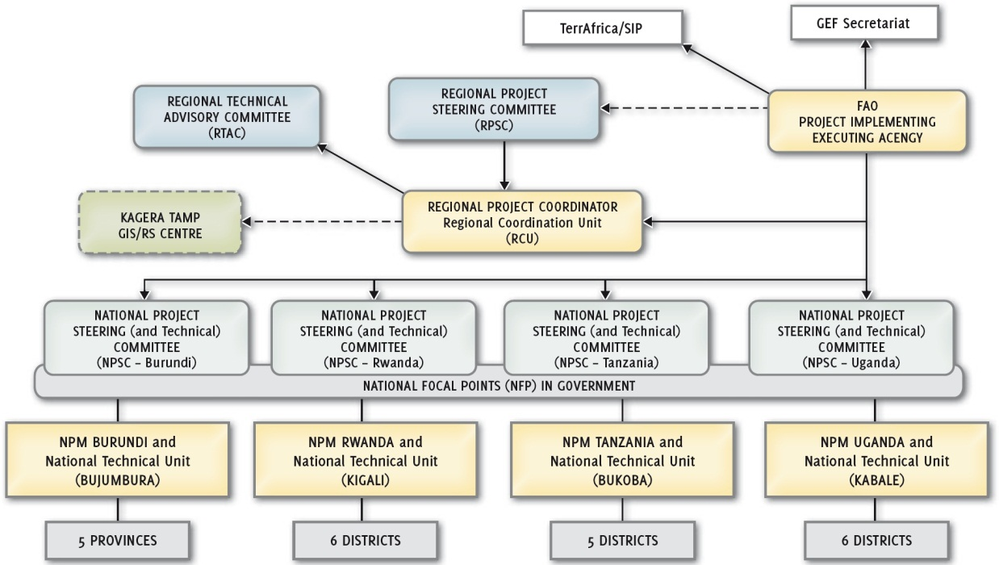 TerrAfrica/SIP
GEF Secretariat
REGIONAL TECHNICAL
ADVISORY COMMITTEE
(RTAC)
REGIONAL PROJECT
STEERING COMMITTEE
(RPSC)
FAO
PROJECT IMPLEMENTING
EXECUTING ACENGY
KAGERA TAMP
GIS/RS CENTRE
REGIONAL PROJECT COORDINATOR
Regional Coordination Unit
(RCU)
NATIONAL PROJECT
STEERING (and Technical)
COMMITTEE
(NPSC – Burundi)
NATIONAL PROJECT
STEERING (and Technical)
COMMITTEE
(NPSC – Rwanda)
NATIONAL PROJECT
STEERING (and Technical)
COMMITTEE
(NPSC – Tanzania)
NATIONAL PROJECT
STEERING (and Technical)
COMMITTEE
(NPSC – Uganda)
NATIONAL FOCAL POINTS (NFP) IN GOVERNMENT
NPM BURUNDI and
National Technical Unit
(BUJUMBURA)
NPM RWANDA and
National Technical Unit
(KIGALI)
NPM TANZANIA and
National Technical Unit
(BUKOBA)
NPM UGANDA and
National Technical Unit
(KABALE)
5 PROVINCES
6 DISTRICTS
5 DISTRICTS
6 DISTRICTS